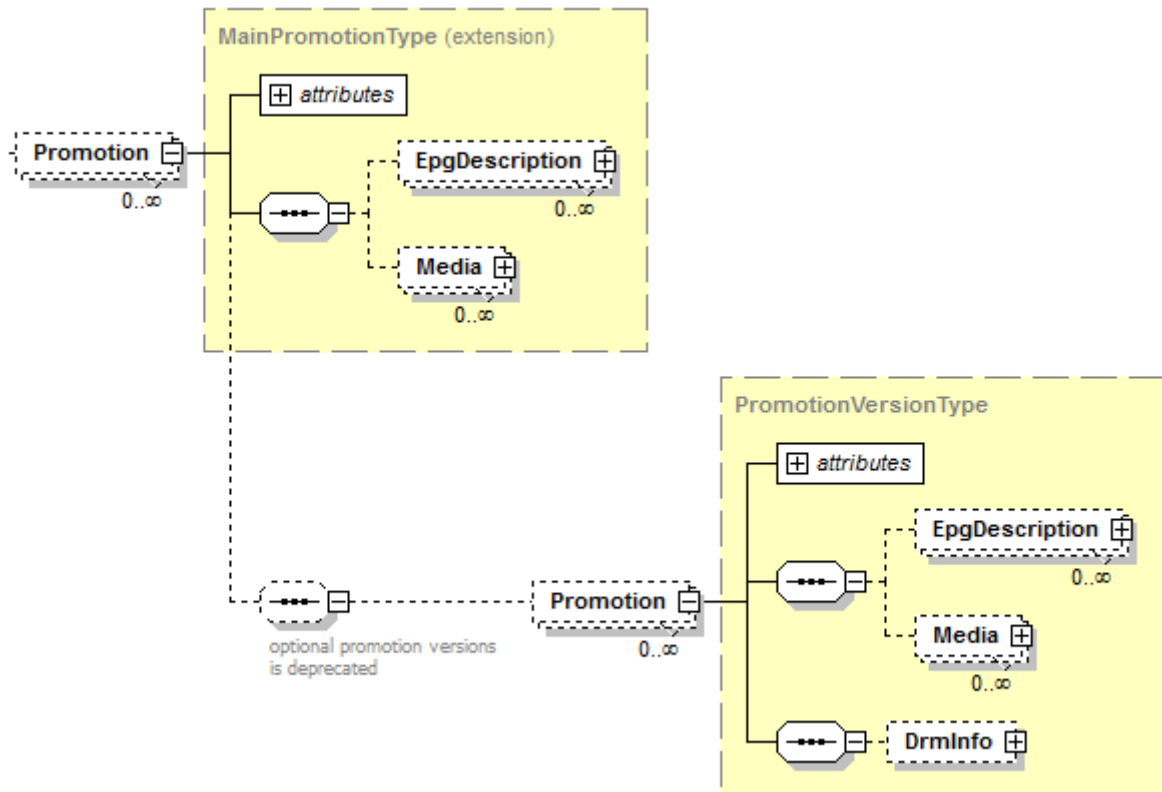 MainPromotionType (extension)
attributes
Promotion
0..∞
EpgDescription
0..∞
Media
0..∞
PromotionVersionType
attributes
EpgDescription
0..∞
Promotion
0..∞
optional promotion versions
is deprecated
Media
0..∞
DrmInfo